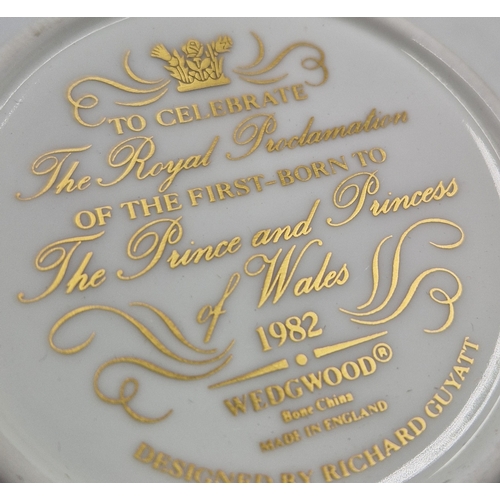 TO CELEBRATE
The Royal Proclamation
OF THE FIRST-BORN TO
The Prince and Princess
of Wales
1982
WEDGWOOD®
Bone China
MADE IN ENGLAND
DESIGNED BY RICHARD GUYATT